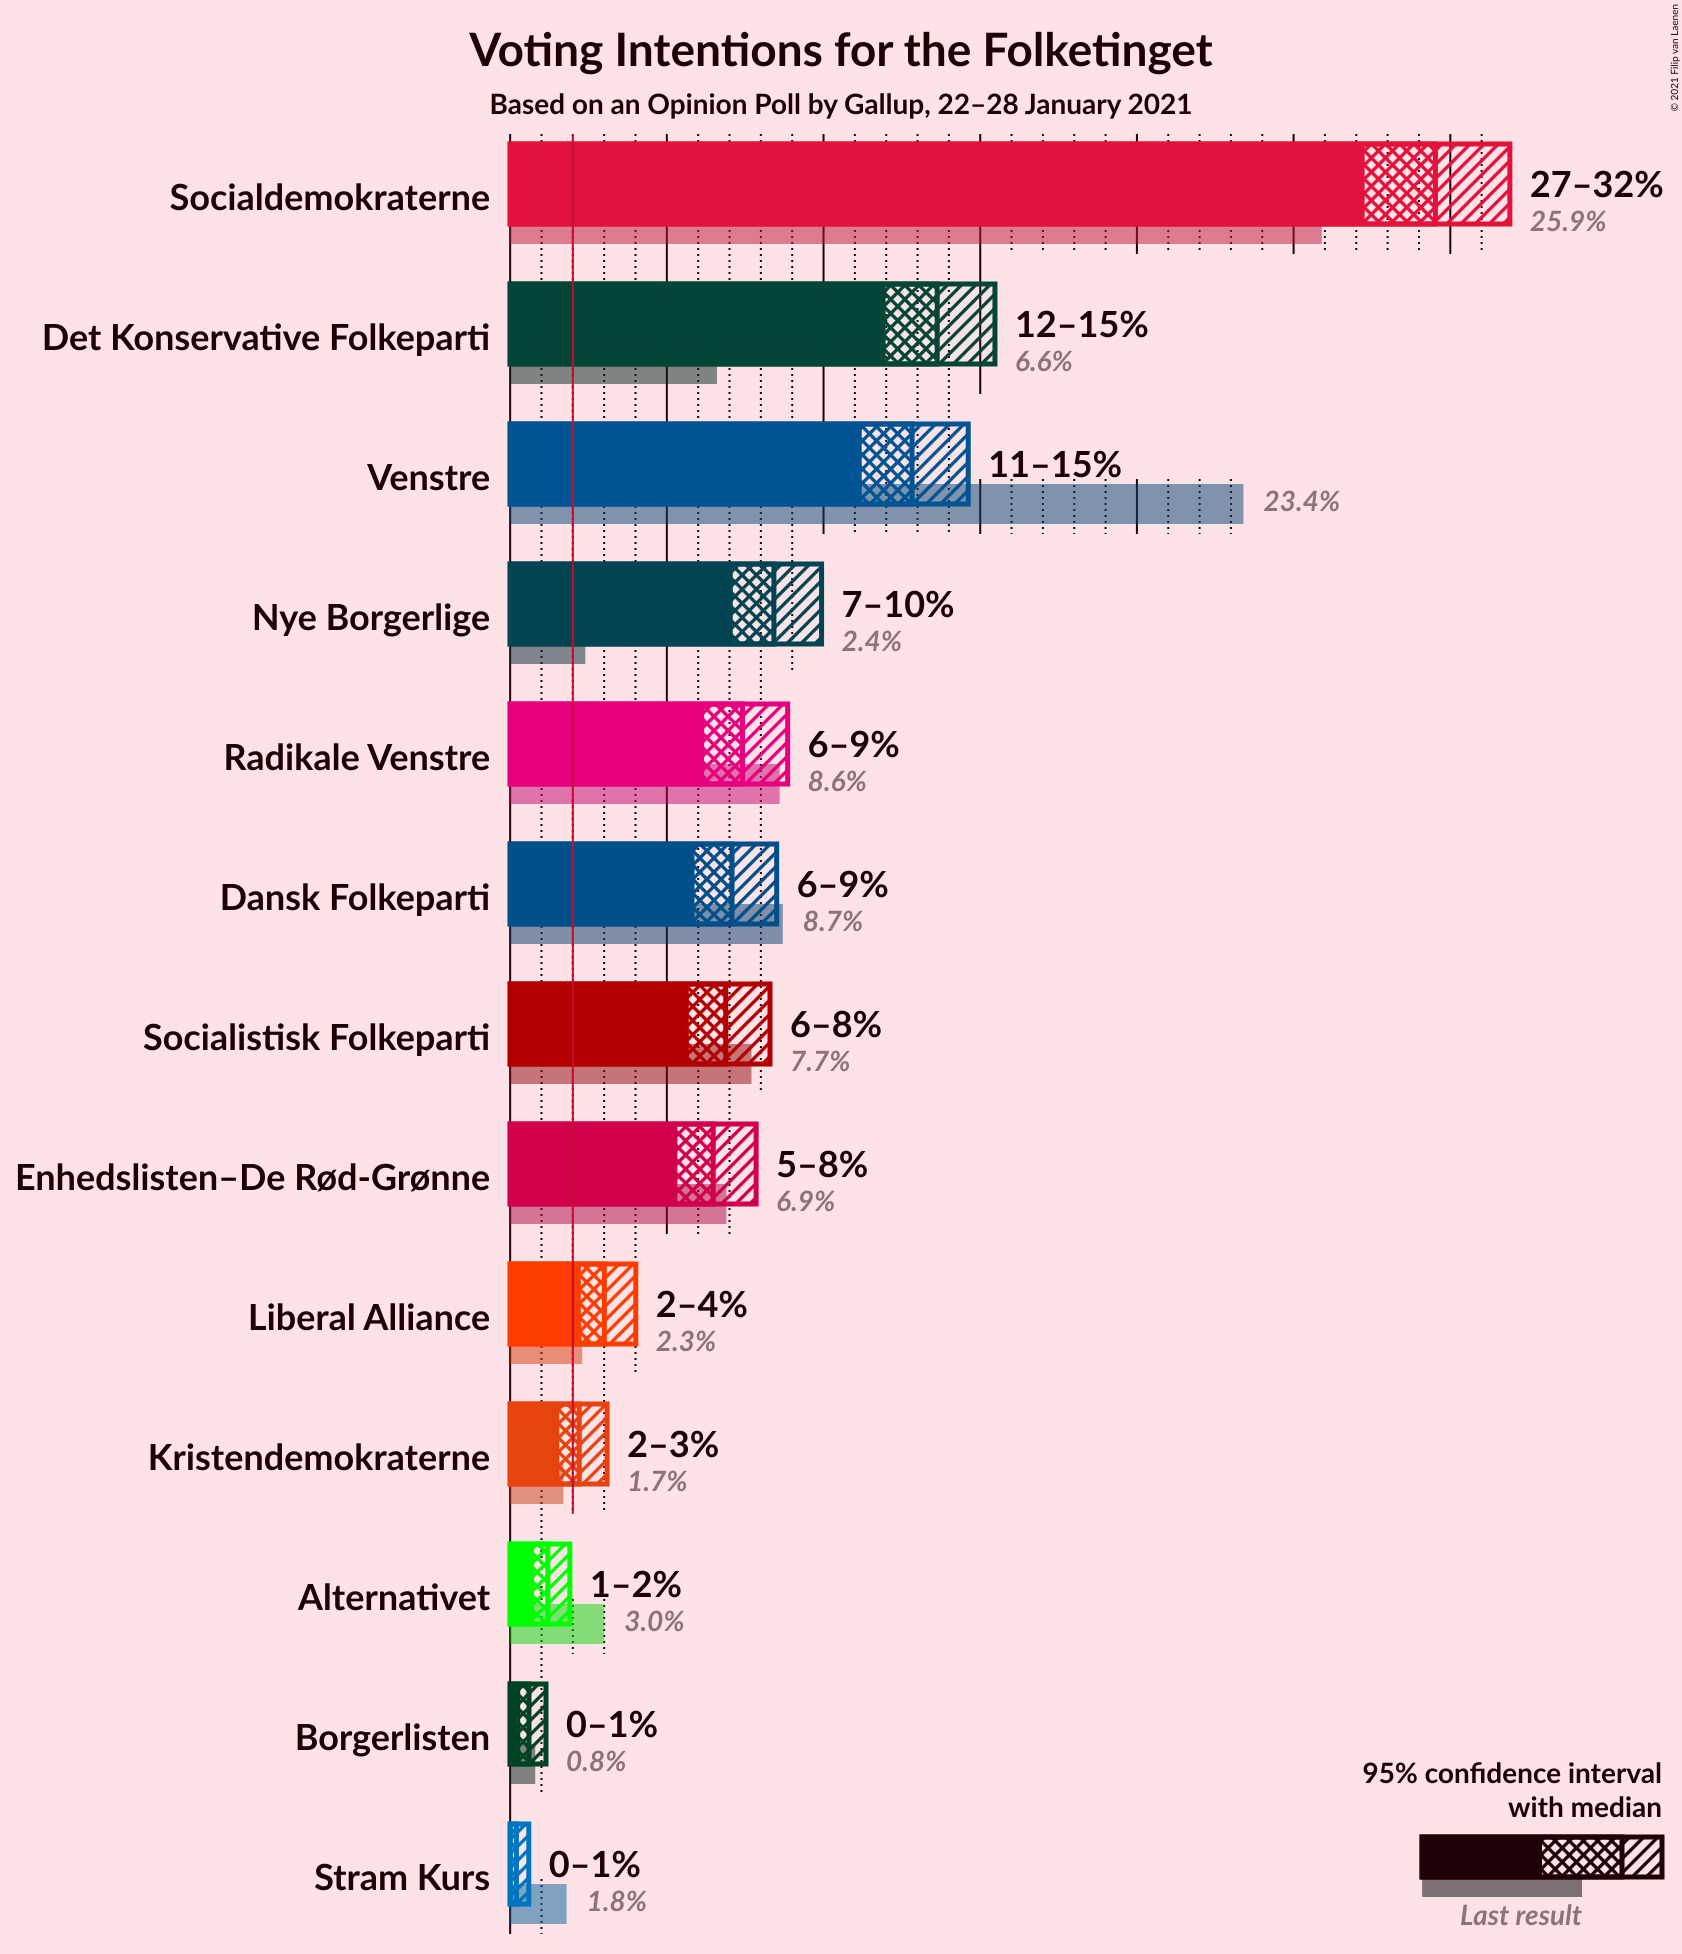 © 2021 Filip van Laenen
Voting Intentions for the Folketinget
Based on an Opinion Poll by Gallup, 22–28 January 2021
Socialdemokraterne
27–32%
25.9%
Det Konservative Folkeparti
12–15%
6.6%
Venstre
11–15%
23.4%
Nye Borgerlige
7–10%
2.4%
Radikale Venstre
6–9%
8.6%
Dansk Folkeparti
6–9%
8.7%
Socialistisk Folkeparti
6–8%
7.7%
Enhedslisten–De Rød-Grønne
5–8%
6.9%
Liberal Alliance
2–4%
2.3%
Kristendemokraterne
2–3%
1.7%
Alternativet
1–2%
3.0%
Borgerlisten
0–1%
0.8%
Stram Kurs
0–1%
1.8%
95% confidence interval
with median
Last result